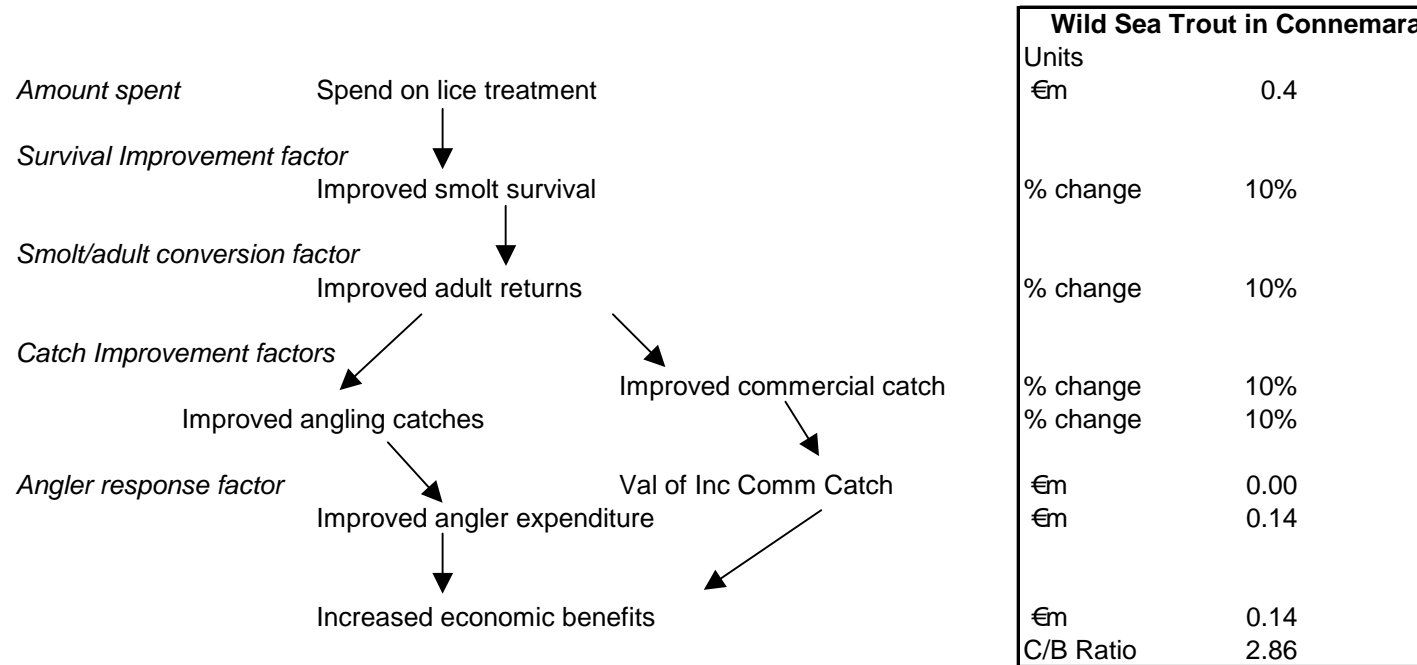 Wild Sea Trout in Connemara
Units
Amount spent Spend on lice treatment €m 0.4
Survival Improvement factor
Improved smolt survival % change 10%
Smolt/adult conversion factor
Improved adult returns % change 10%
Catch Improvement factors
Improved commercial catch % change 10%
Improved angling catches % change 10%
Angler response factor Val of Inc Comm Catch €m 0.00
Improved angler expenditure €m 0.14
Increased economic benefits €m 0.14
C/B Ratio 2.86